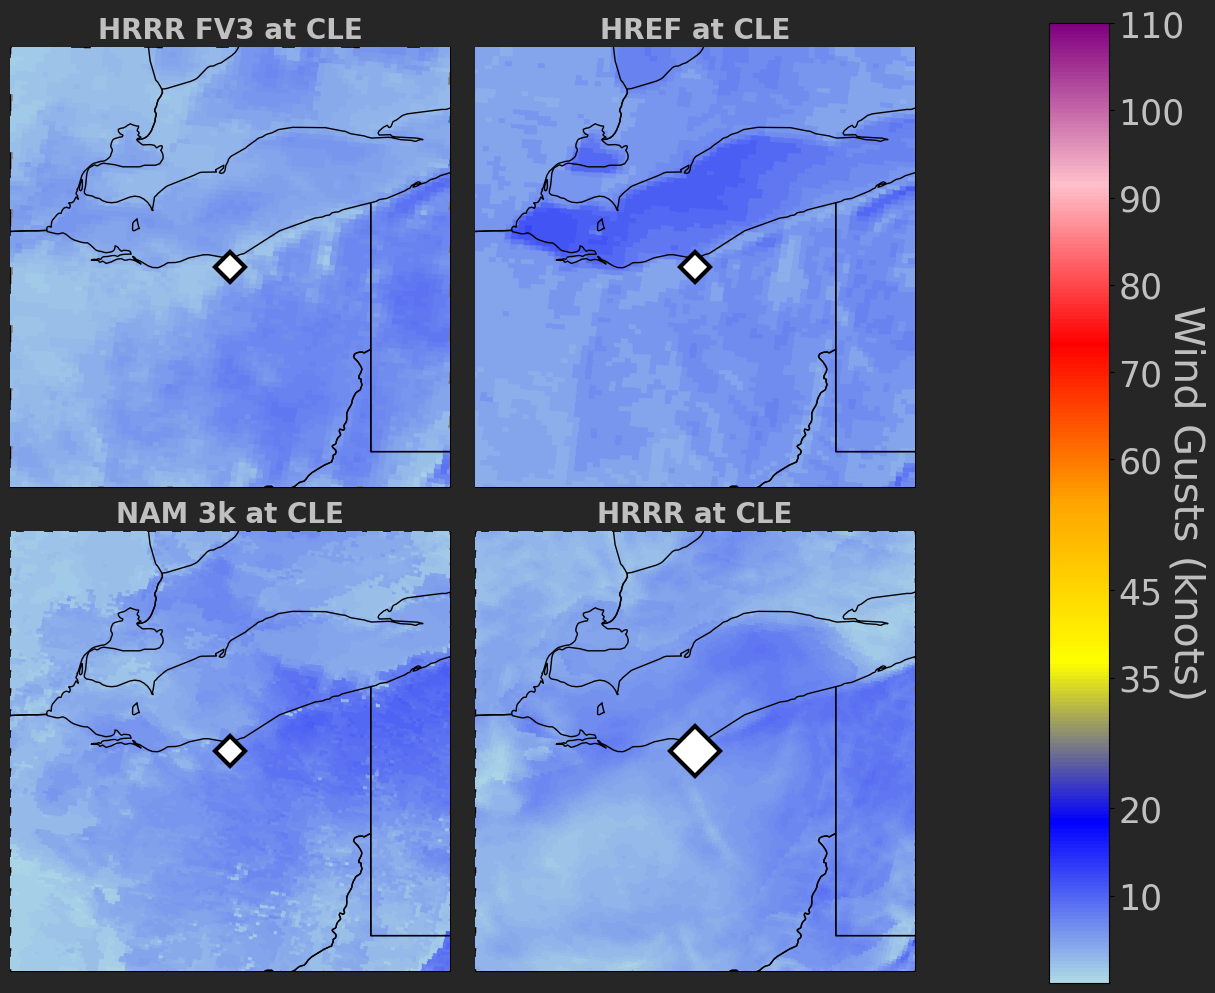 HRRR FV3 at CLE
HREF at CLE
NAM 3k at CLE
HRRR at CLE
110
100
90
80
70
60
45
35
20
10
Wind Gusts (knots)